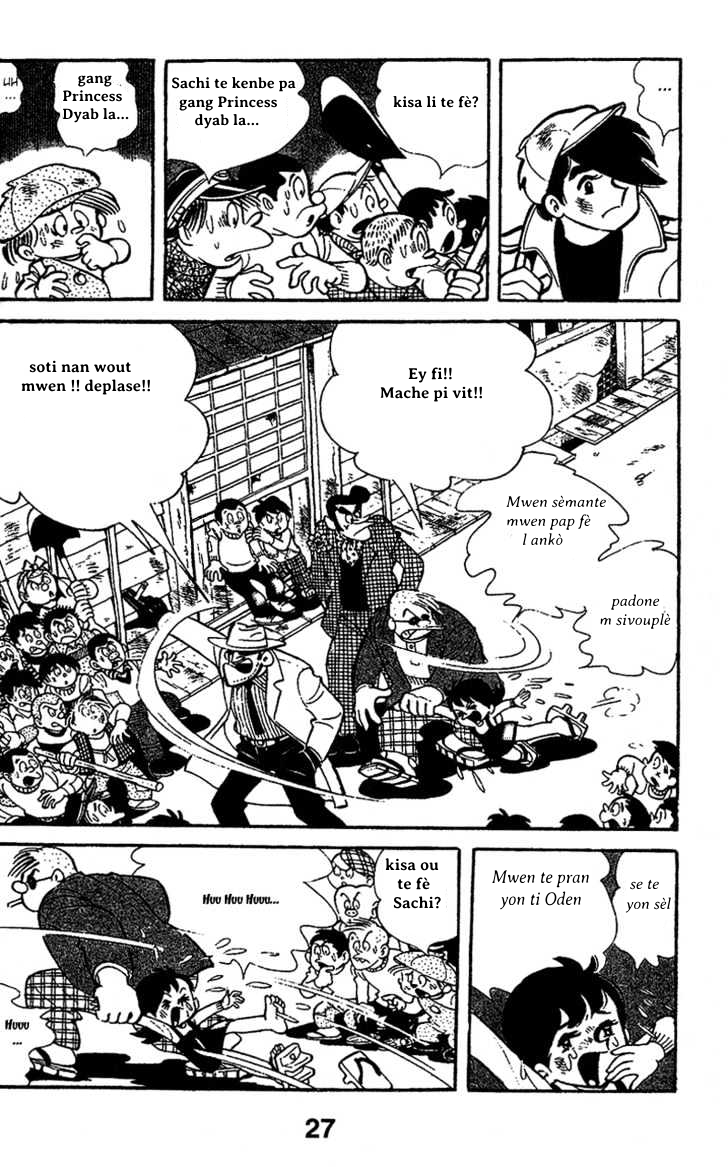 UH
...
gang
Princess
Dyab la...
Sachi te kenbe pa
gang Princess
dyab la...
kisa li te fè?
...
soti nan wout
mwen !! deplase!!
Ey fi!!
Mache pi vit!!
Mwen sèmante
mwen pap fè
l ankò
padone
m sivouplè
Huu Huu Huuu...
Huuu
...
kisa ou
te fè
Sachi?
Mwen te pran
yon ti Oden
se te
yon sèl
27